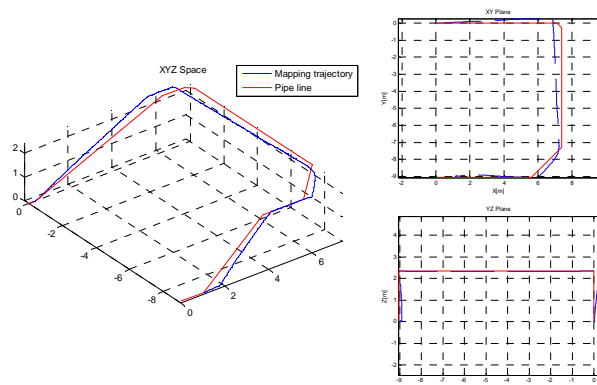 XYZ Space
Mapping trajectory
Pipe line
2
1
0
0
-2
-4
-6
-8
0
2
4
6
XY Plane
0
-1
-2
-3
-4
-5
-6
-7
-8
-9
Y[m]
-2 0 2 4 6 8
X[m]
YZ Plane
4
3
2
1
0
-1
-2
Z[m]
-9 -8 -7 -6 -5 -4 -3 -2 -1 0